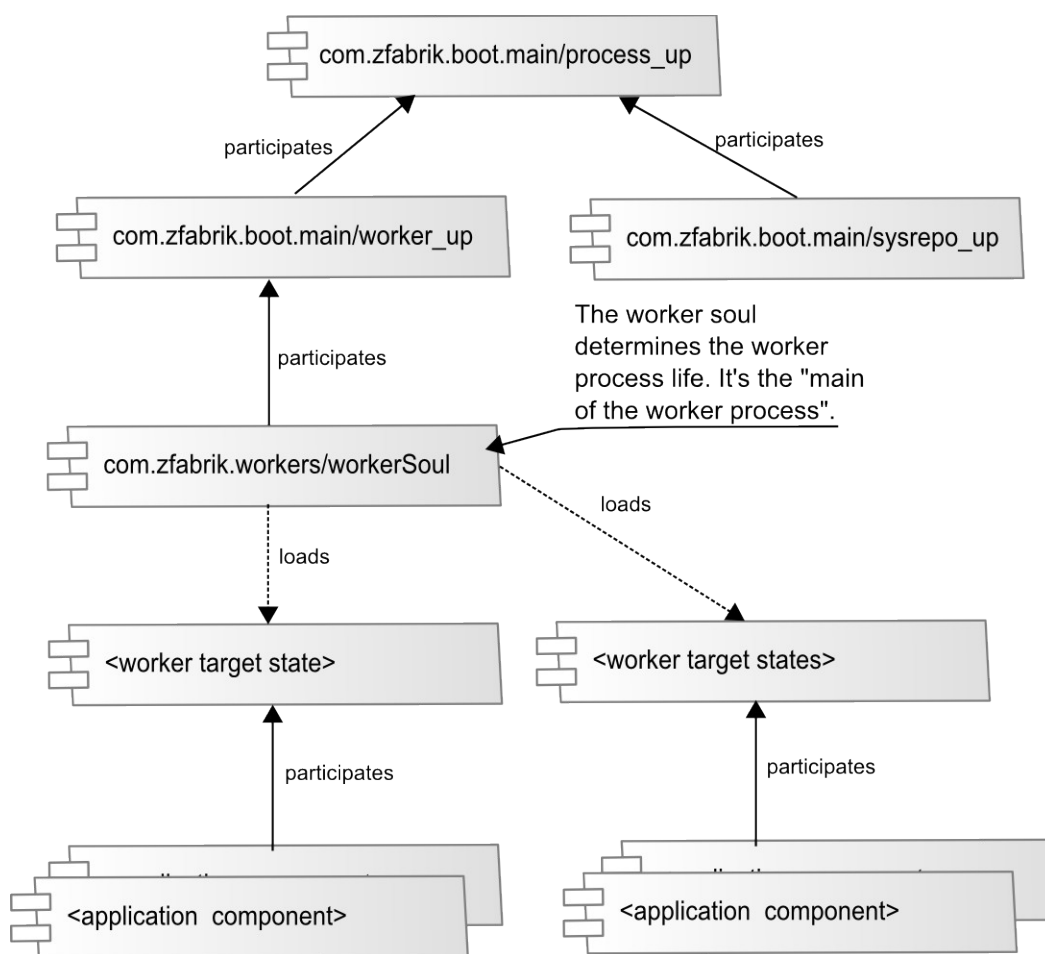 com.zfabrik.boot.main/process_up
participates
participates
com.zfabrik.boot.main/worker_up
com.zfabrik.boot.main/sysrepo_up
The worker soul
determines the worker
process life. It's the "main
of the worker process".
participates
com.zfabrik.workers/workerSoul
loads
loads
<worker target state>
<worker target states>
participates
participates
<application  component>
<application  component>